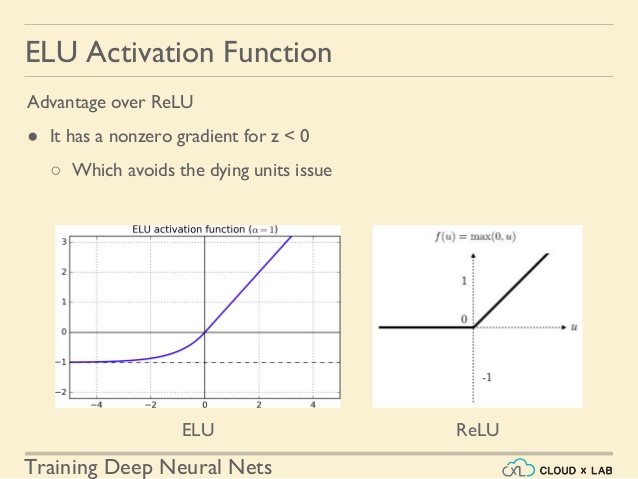 ELU Activation Function
Advantage over ReLU
● It has a nonzero gradient for z < 0
○ Which avoids the dying units issue
ELU activation function (α = 1)
3
2
1
0
−1
−2
−4 −2 0 2 4
ELU
f(u) = max(0, u)
1
0
u
-1
ReLU
Training Deep Neural Nets
CLOUD X LAB